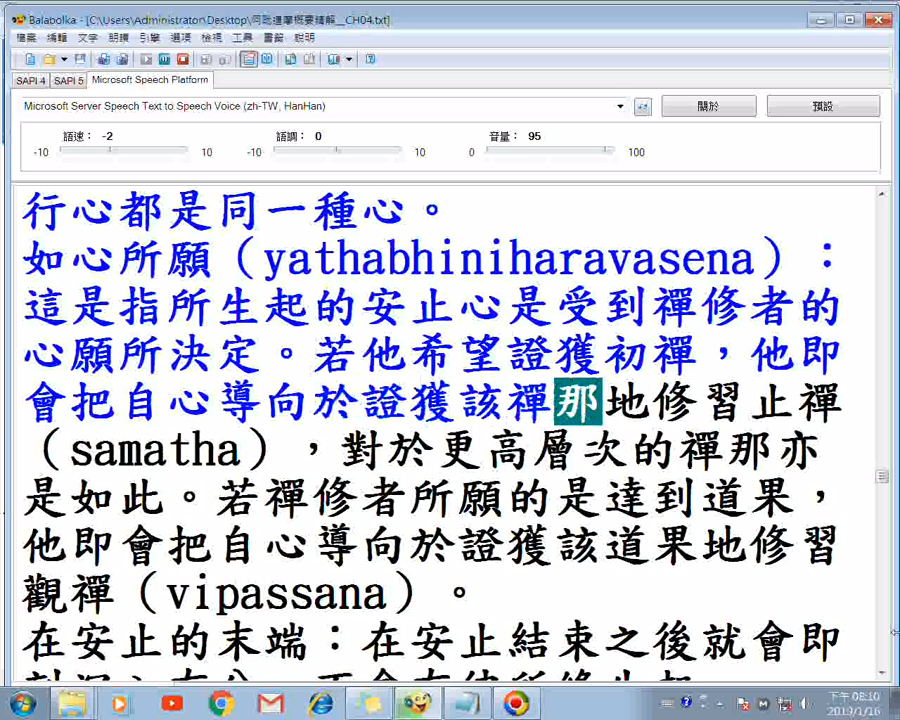 Balabolka - [C:\Users\Administrator\Desktop\阿毗達摩概要精解__CH04.txt]
檔案 編輯 文字 朗讀 引擎 選項 檢視 工具 書籤 說明
SAPI 4 SAPI 5 Microsoft Speech Platform
Microsoft Server Speech Text to Speech Voice (zh-TW, HanHan) 關於 預設
語速： -2 語調： 0 音量： 95
-10 10 -10 10 0 100
行心都是同一種心。
如心所願（yathabhiniharavasena）：
這是指所生起的安止心是受到禪修者的
心願所決定。若他希望證獲初禪，他即
會把自心導向於證獲該禪那地修習止禪
（samatha），對於更高層次的禪那亦
是如此。若禪修者所願的是達到道果，
他即會把自心導向於證獲該道果地修習
觀禪（vipassana）。
在安止的末端：在安止結束之後就會即
下午 08:10
2019/1/16